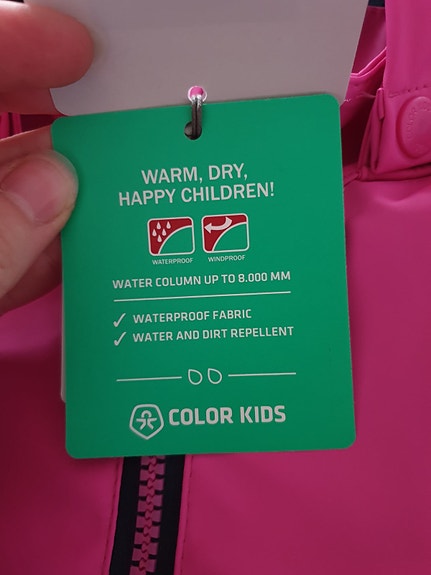 WARM, DRY,
HAPPY CHILDREN!
WATERPROOF WINDPROOF
WATER COLUMN UP TO 8.000 MM
✓ WATERPROOF FABRIC
✓ WATER AND DIRT REPELLENT
COLOR KIDS